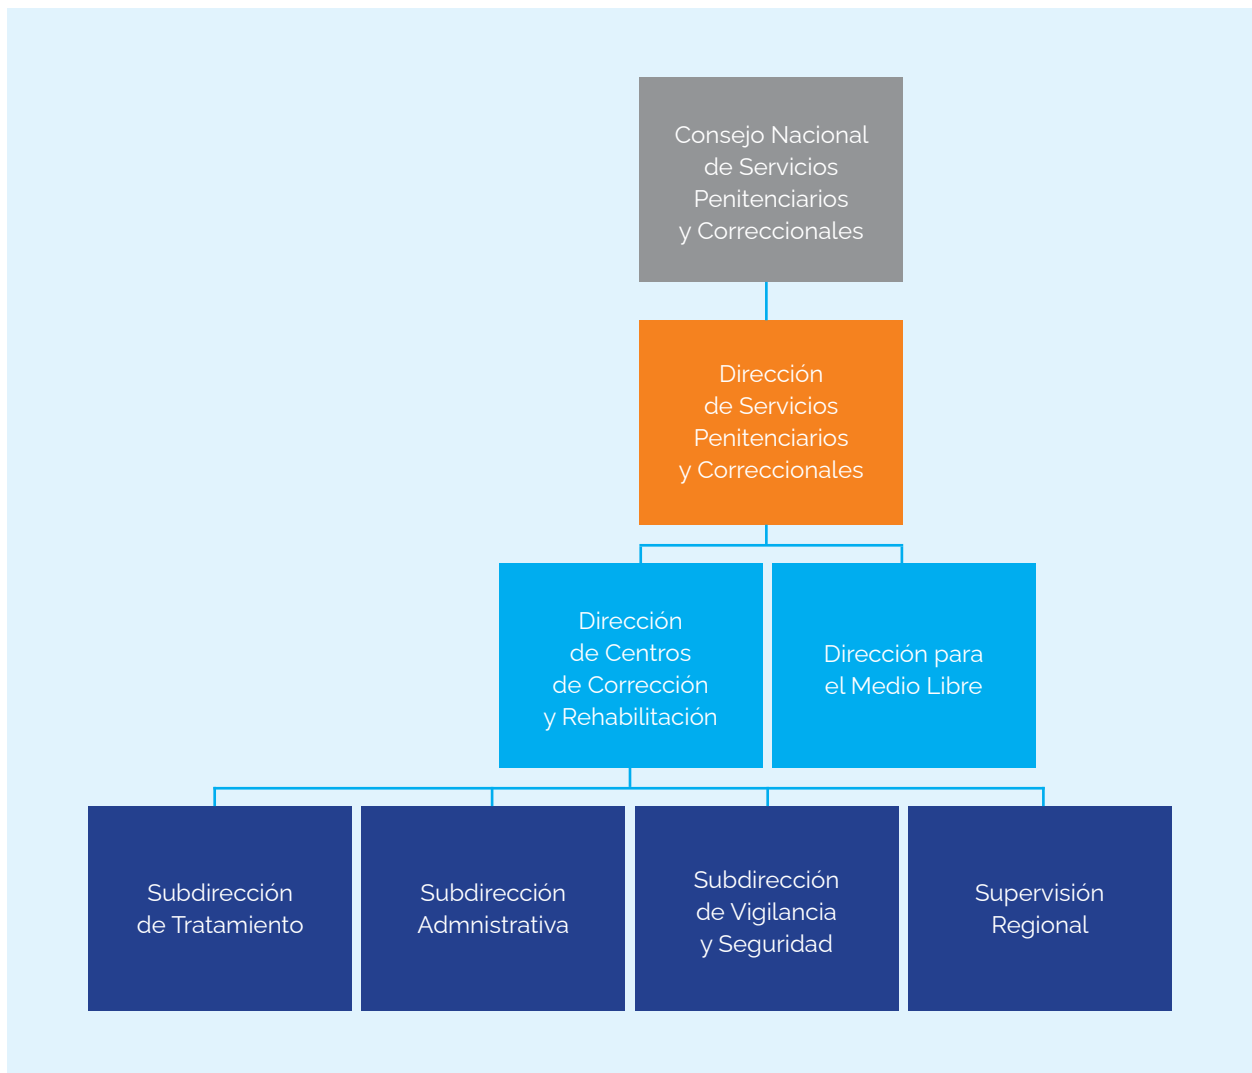 Consejo Nacional
de Servicios
Penitenciarios
y Correccionales
Dirección
de Servicios
Penitenciarios
y Correccionales
Dirección
de Centros
de Corrección
y Rehabilitación
Dirección para
el Medio Libre
Subdirección
de Tratamiento
Subdirección
Admnistrativa
Subdirección
de Vigilancia
y Seguridad
Supervisión
Regional